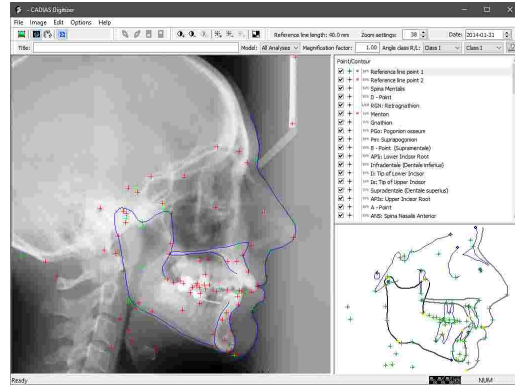 CADIAS Digitizer
File Image Edit Options Help
Reference line length: 40.0 mm Zoom settings: 38 Date: 2014-01-31
Title: Model: All Analyses Magnification factor: 1.00 Angle class R/L: Class I Class I
Point/Contour
Reference line point 1
Reference line point 2
Spina Mentalis
D - Point
RGN: Retrognathion
Menton
Gnathion
PGo: Pogonion osseum
Pm: Suprapogonion
B - Point (Supramentale)
APIi: Lower Incisor Root
Infradentale (Dentale inferius)
Ii: Tip of Lower Incisor
Is: Tip of Upper Incisor
Supradentale (Dentale superius)
APIs: Upper Incisor Root
A - Point
ANS: Spina Nasalis Anterior
Ready NUM